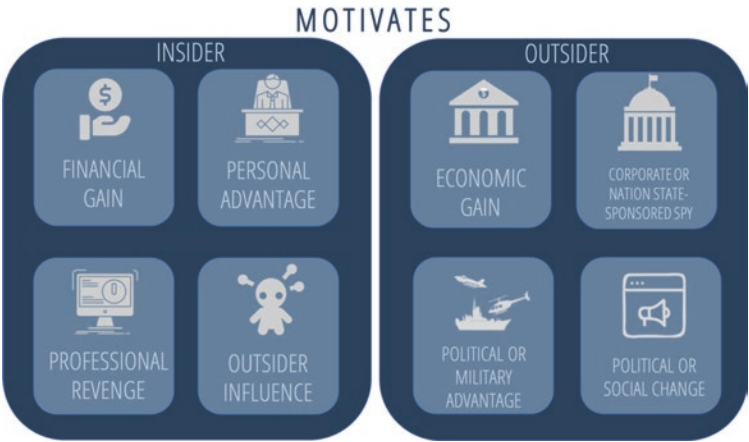 MOTIVATES
INSIDER
FINANCIAL
GAIN
PERSONAL
ADVANTAGE
PROFESSIONAL
REVENGE
OUTSIDER
INFLUENCE
OUTSIDER
ECONOMIC
GAIN
CORPORATE OR
NATION STATE-
SPONSORED SPY
POLITICAL OR
MILITARY
ADVANTAGE
POLITICAL OR
SOCIAL CHANGE